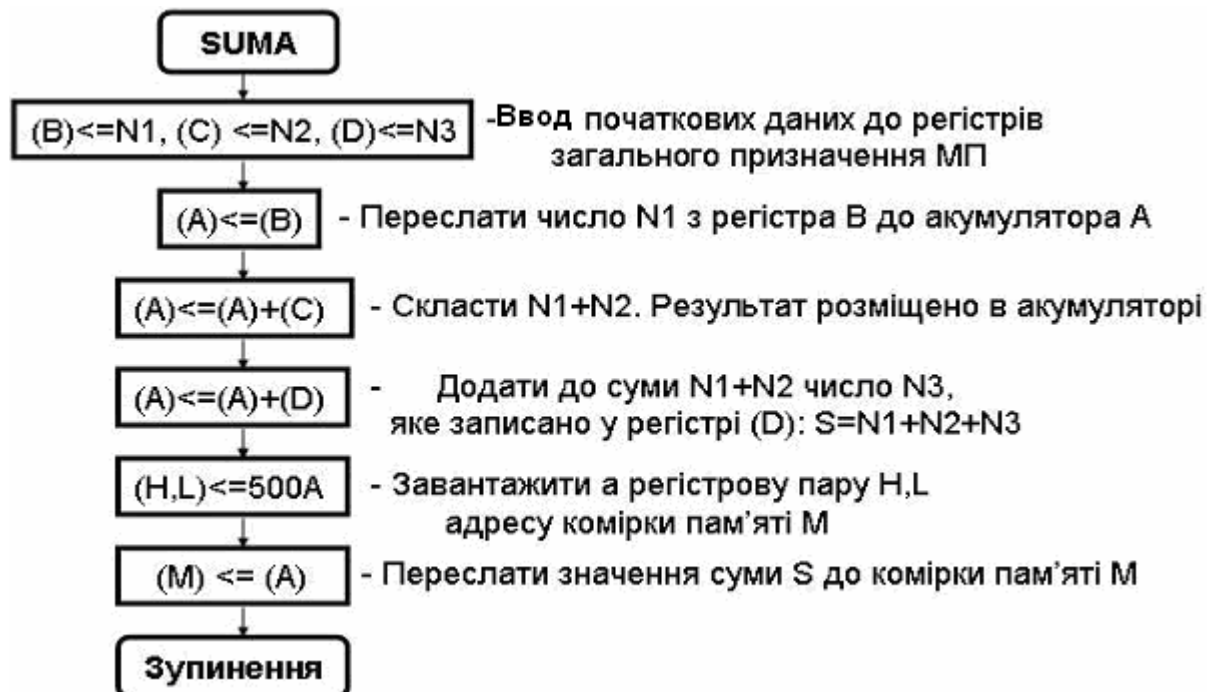 SUMA
(B)<=N1, (C) <=N2, (D)<=N3
-Ввод початкових даних до регістрів
загального призначення МП
(A)<=(B)
- Переслати число N1 з регістра В до акумулятора А
(A)<=(A)+(C)
- Скласти N1+N2. Результат розміщено в акумуляторі
(A)<=(A)+(D)
- Додати до суми N1+N2 число N3,
яке записано у регістрі (D): S=N1+N2+N3
(H,L)<=500A
- Завантажити а регістрову пару H,L
адресу комірки пам'яті М
(M) <= (A)
- Переслати значення суми S до комірки пам'яті М
Зупинення